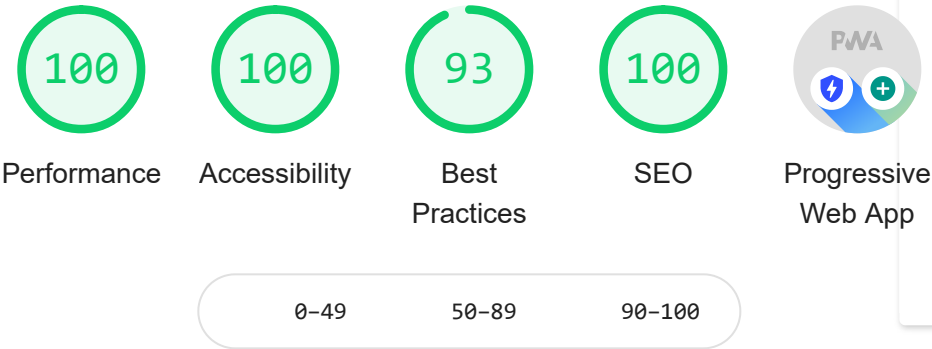 100 100 93 100 PWA
Performance Accessibility Best Practices SEO Progressive Web App
0–49 50–89 90–100